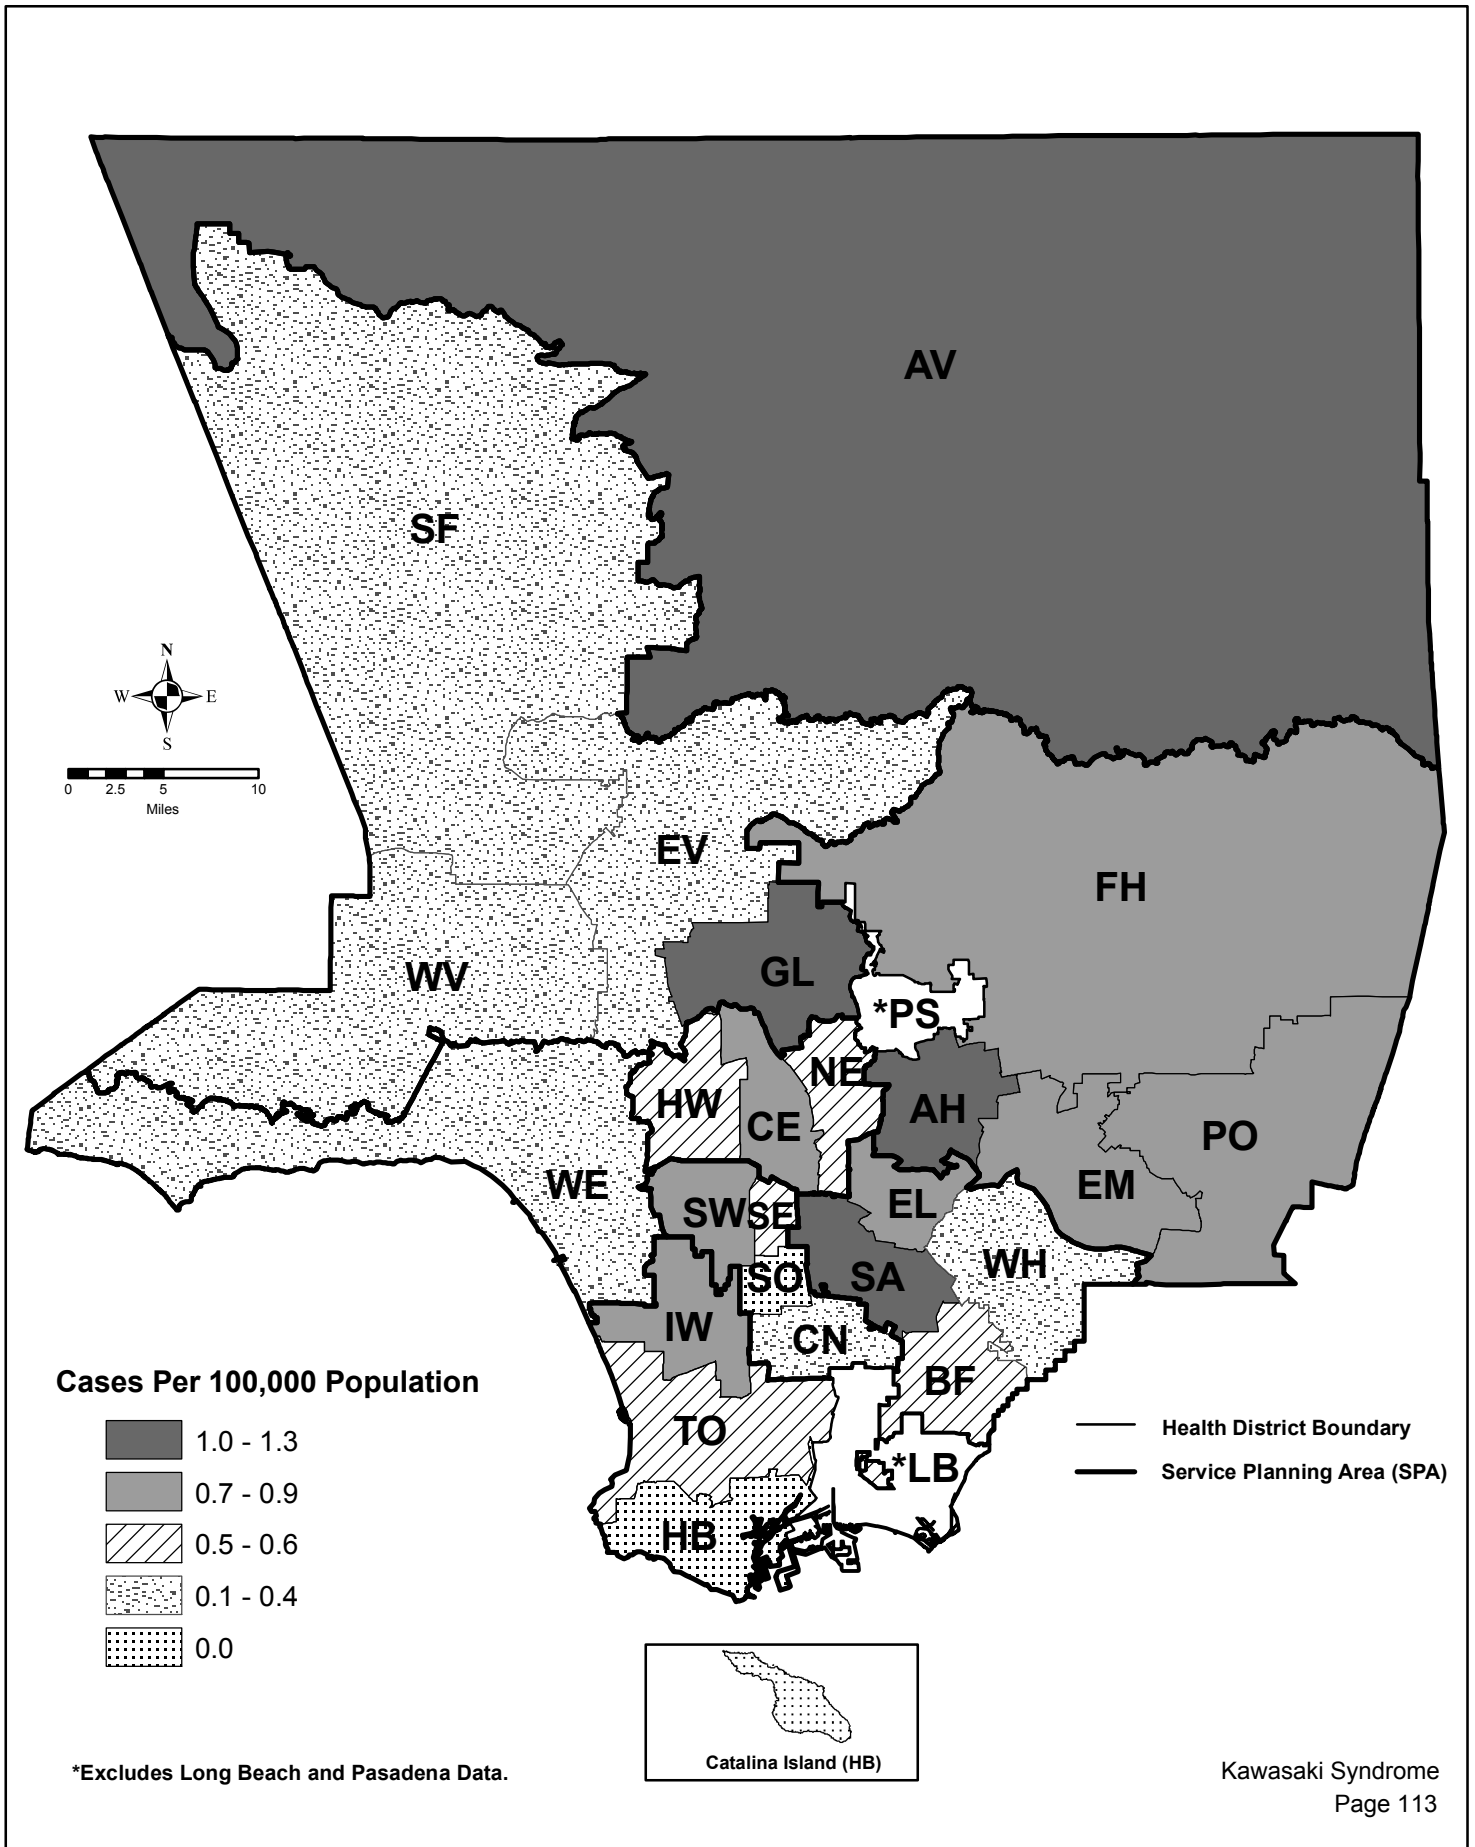 AV
SF
N
W E
S
0 2.5 5 10
Miles
EV
FH
WV
GL
*PS
NE
HW
AH
CE
PO
WE
EM
EL
SW
SE
WH
SO
SA
IW
CN
Cases Per 100,000 Population
BF
1.0 - 1.3
TO
Health District Boundary
*LB
Service Planning Area (SPA)
0.7 - 0.9
HB
0.5 - 0.6
0.1 - 0.4
0.0
Catalina Island (HB)
*Excludes Long Beach and Pasadena Data.
Kawasaki Syndrome
Page 113